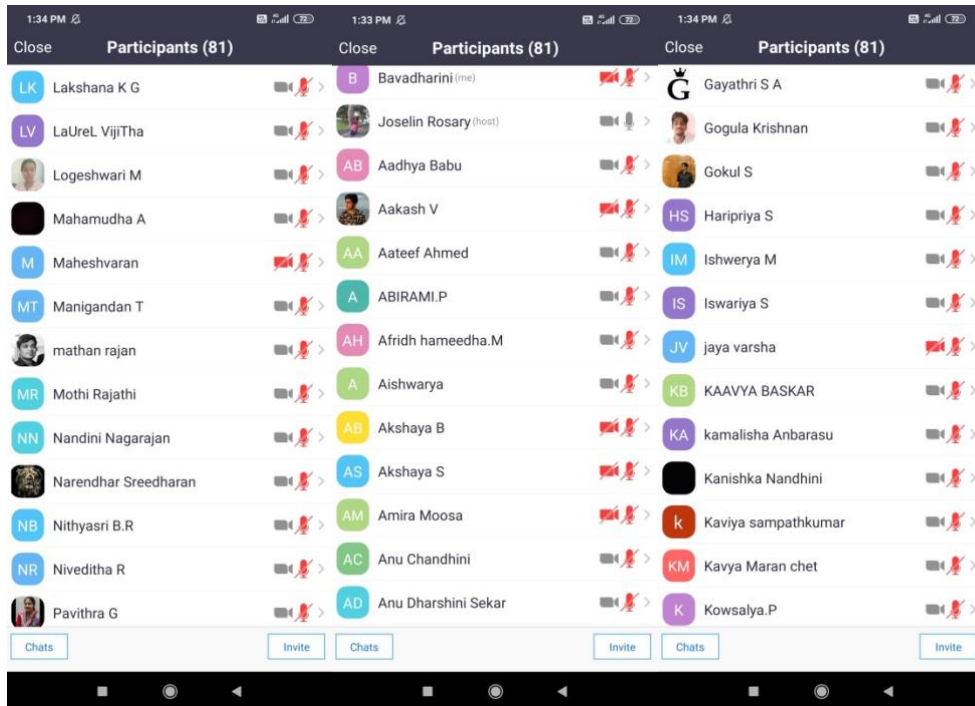 1:34 PM
72
Close Participants (81)
LK Lakshana K G
LV LaUreL VijiTha
Logeshwari M
Mahamudha A
M Maheshvaran
MT Manigandan T
mathan rajan
MR Mothi Rajathi
NN Nandini Nagarajan
Narendhar Sreedharan
NB Nithyasri B.R
NR Niveditha R
Pavithra G
Chats Invite
1:33 PM
72
Close Participants (81)
B Bavadharini (me)
Joselin Rosary (host)
AB Aadhya Babu
Aakash V
AA Aateef Ahmed
A ABIRAMI.P
AH Afridh hameedha.M
A Aishwarya
AB Akshaya B
AS Akshaya S
AM Amira Moosa
AC Anu Chandhini
AD Anu Dharshini Sekar
Chats Invite
1:34 PM
72
Close Participants (81)
G Gayathri S A
Gogula Krishnan
Gokul S
HS Haripriya S
IM Ishwerya M
IS Iswariya S
JV jaya varsha
KB KAAVYA BASKAR
KA kamalisha Anbarasu
Kanishka Nandhini
k Kaviya sampathkumar
KM Kavya Maran chet
K Kowsalya.P
Chats Invite